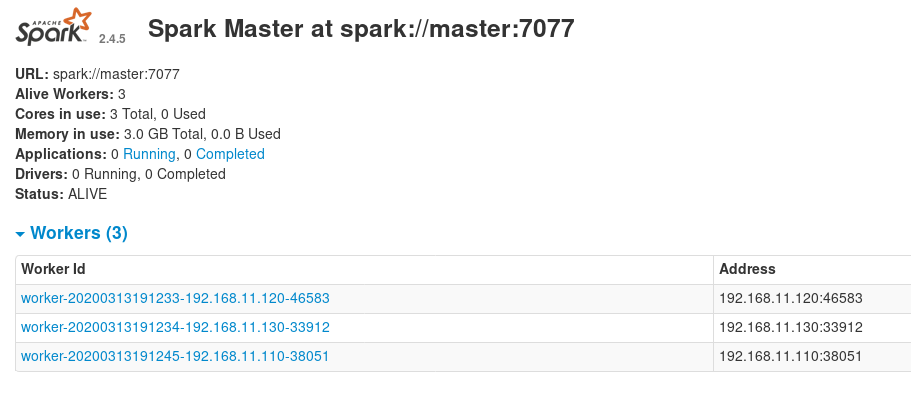 APACHE
Spark 2.4.5 Spark Master at spark://master:7077
URL: spark://master:7077
Alive Workers: 3
Cores in use: 3 Total, 0 Used
Memory in use: 3.0 GB Total, 0.0 B Used
Applications: 0 Running, 0 Completed
Drivers: 0 Running, 0 Completed
Status: ALIVE
Workers (3)
Worker Id Address
worker-20200313191233-192.168.11.120-46583 192.168.11.120:46583
worker-20200313191234-192.168.11.130-33912 192.168.11.130:33912
worker-20200313191245-192.168.11.110-38051 192.168.11.110:38051